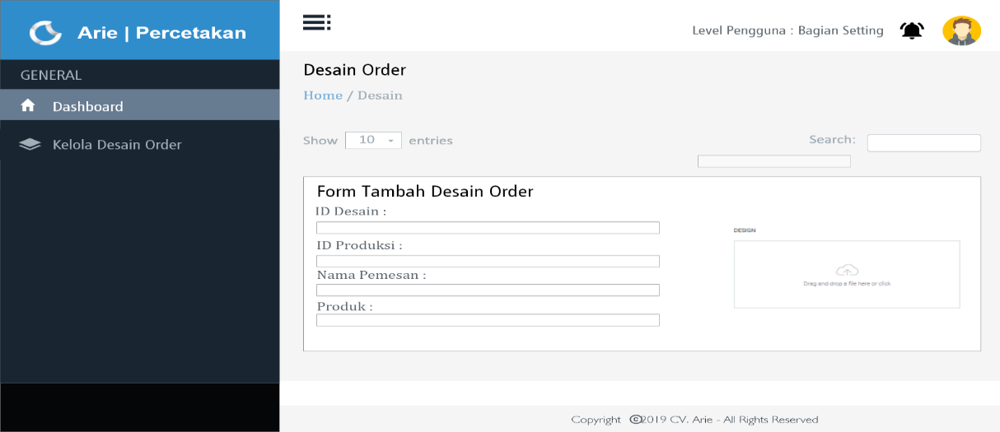 Arie | Percetakan
Level Pengguna : Bagian Setting
GENERAL
Dashboard
Kelola Desain Order
Desain Order
Home / Desain
Show 10 entries
Search:
Form Tambah Desain Order
ID Desain :
ID Produksi :
Nama Pemesan :
Produk :
DESIGN
Drag and drop a file here or click
Copyright ©2019 CV. Arie - All Rights Reserved